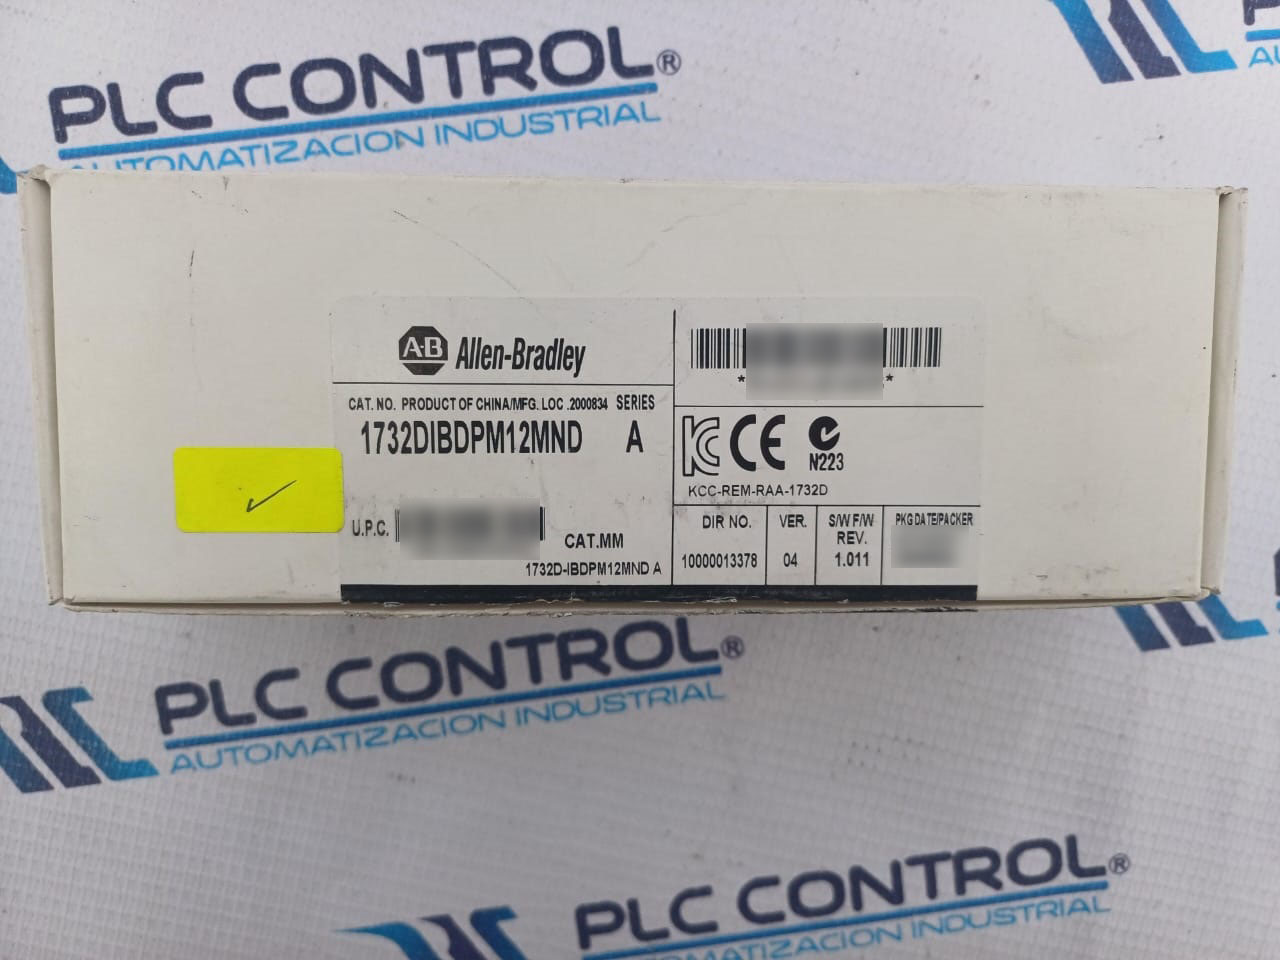 PLC CONTROL®
AUTOMATIZACION INDUSTRIAL
A·B Allen-Bradley
CAT. NO. PRODUCT OF CHINA/MFG. LOC .2000834 SERIES
1732DIBDPM12MND A
U.P.C.
CAT.MM
1732D-IBDPM12MND A
* *
KC CE N223
KCC-REM-RAA-1732D
DIR NO. VER. S/W F/W REV. PKG DATE/PACKER
10000013378 04 1.011
PLC CONTROL®
AUTOMATIZACION INDUSTRIAL
PLC CONTROL®
AUTOMATIZACION INDUSTRIAL